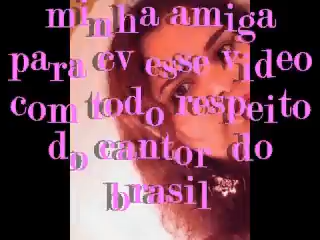 minha amiga
para cv esse video
com todo respeito
do cantor do
brasil